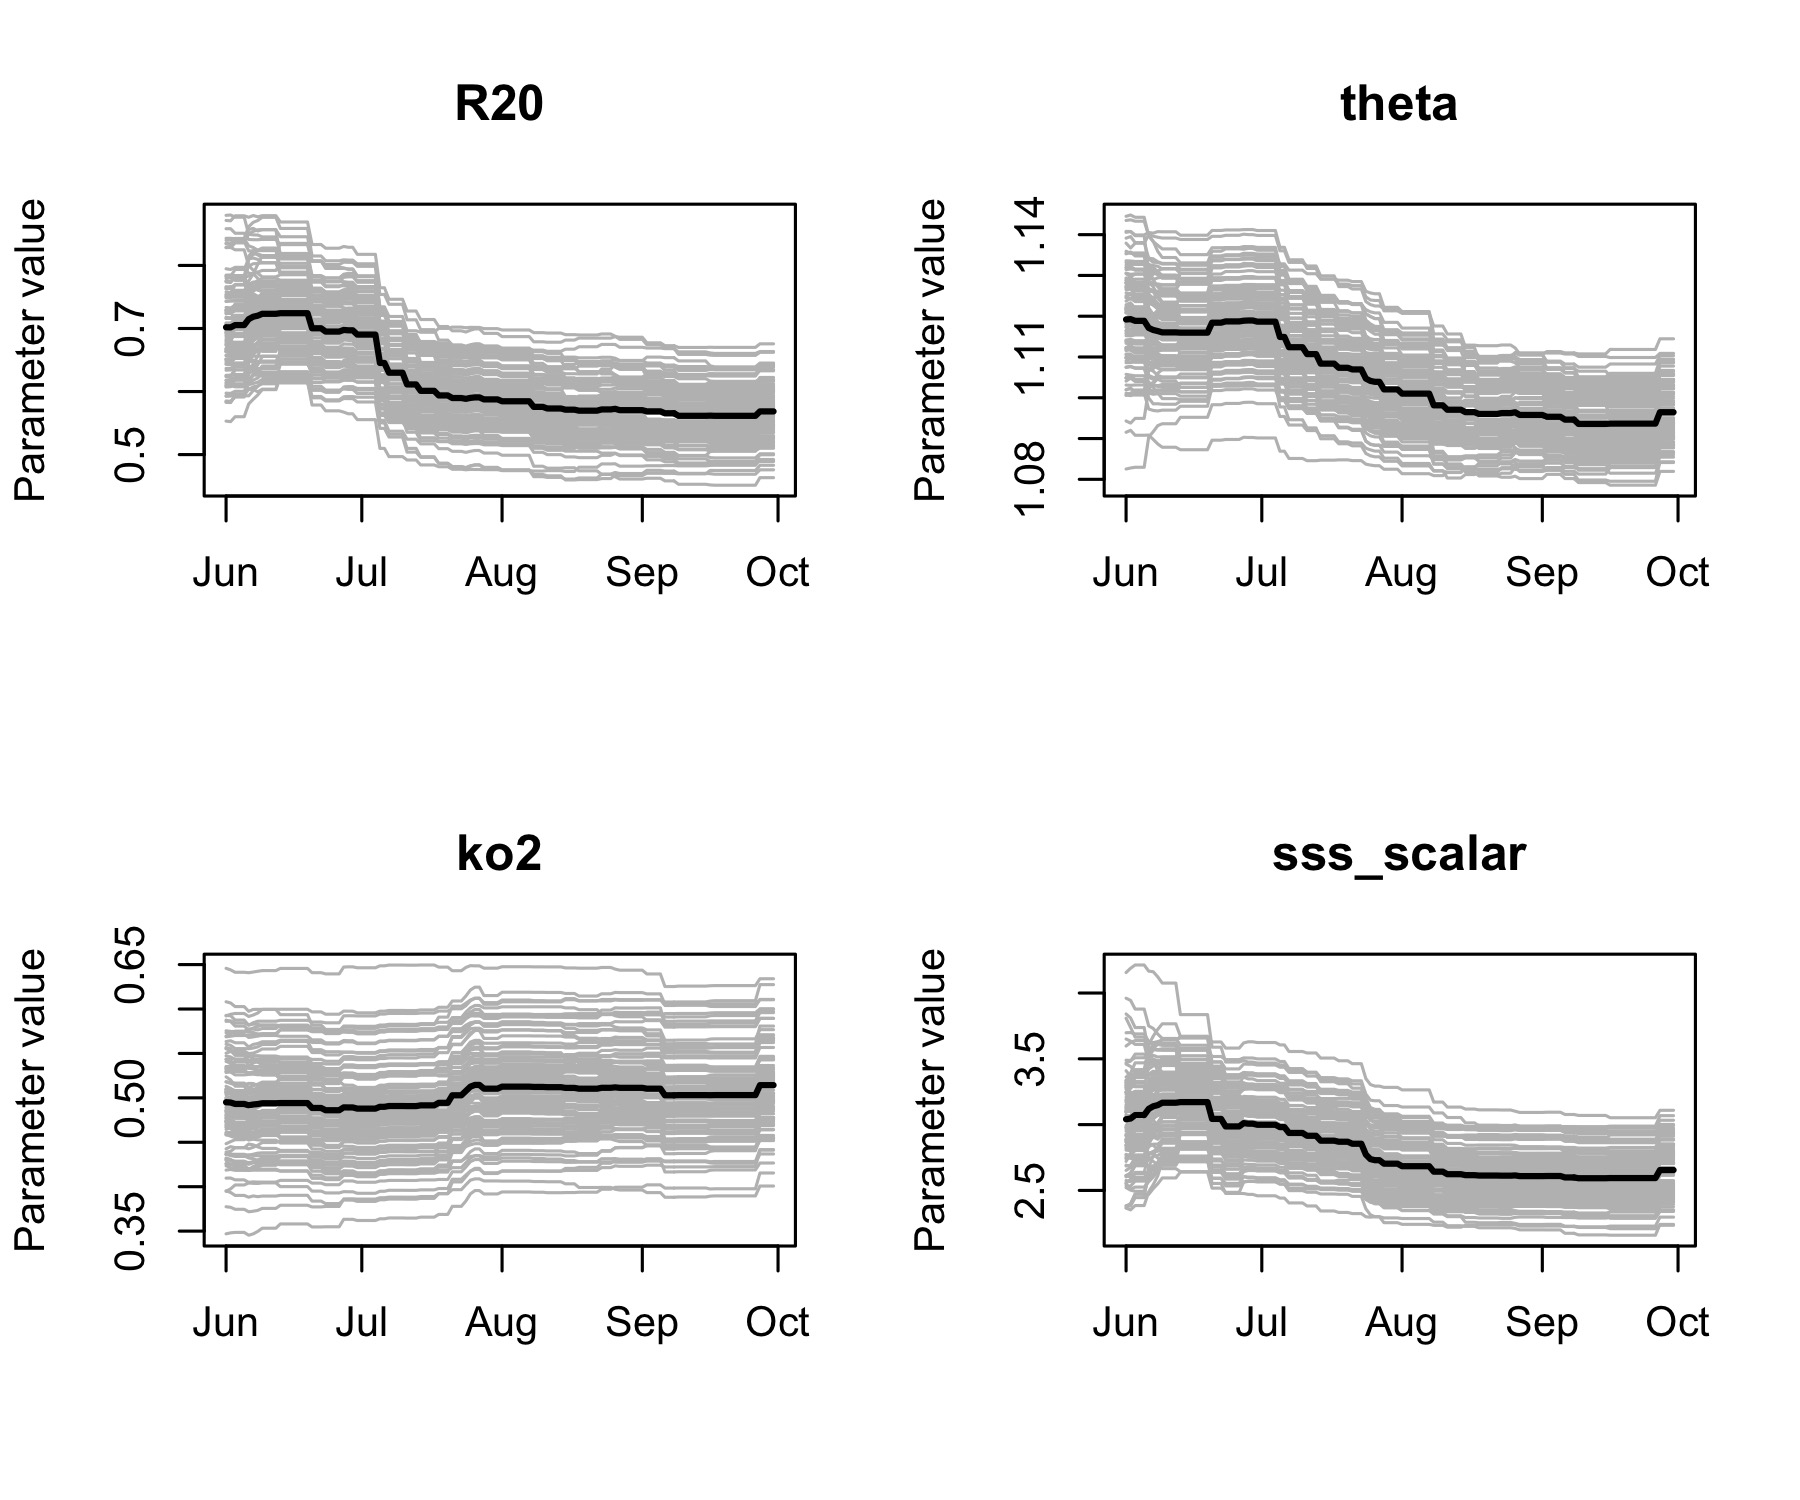 R20
Parameter value
0.5 0.7
Jun Jul Aug Sep Oct
theta
Parameter value
1.08 1.11 1.14
Jun Jul Aug Sep Oct
ko2
Parameter value
0.35 0.50 0.65
Jun Jul Aug Sep Oct
sss_scalar
Parameter value
2.5 3.5
Jun Jul Aug Sep Oct